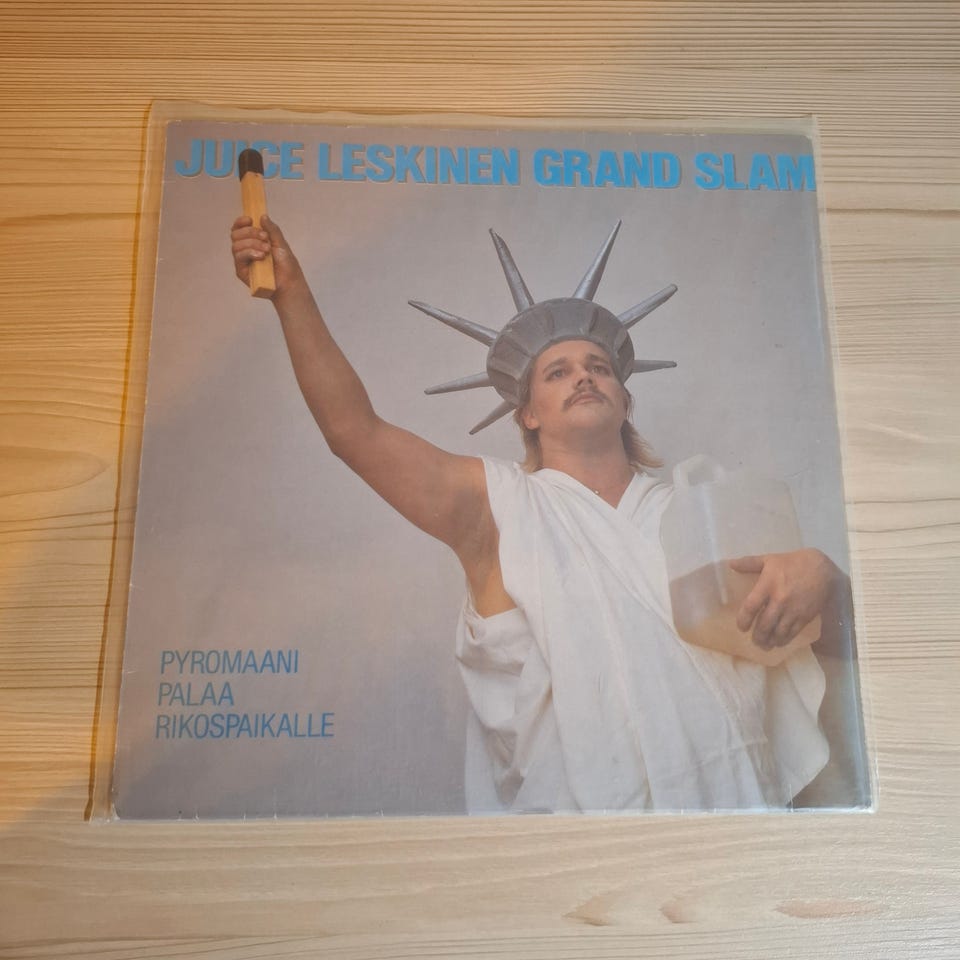 JUICE LESKINEN GRAND SLAM
PYROMAANI
PALAA
RIKOSPAIKALLE